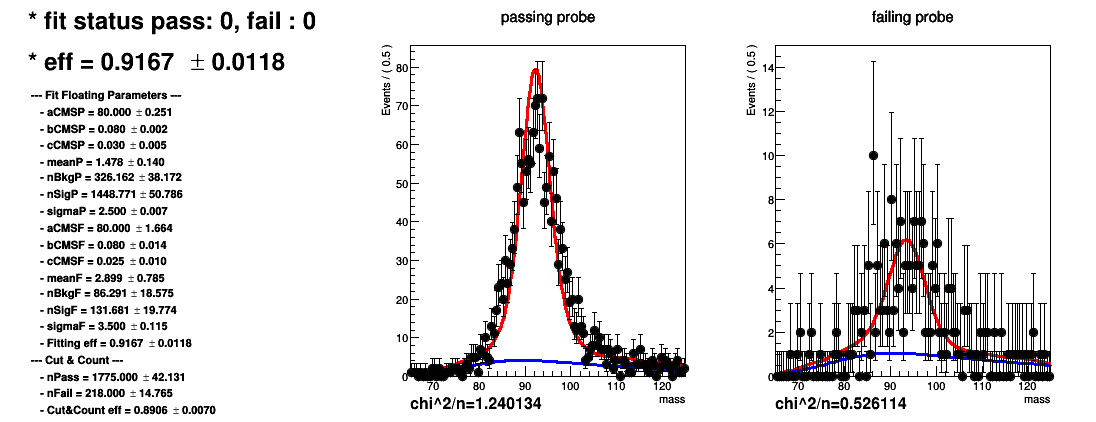 * fit status pass: 0, fail : 0
* eff = 0.9167 ± 0.0118
--- Fit Floating Parameters ---
- aCMSP = 80.000 ± 0.251
- bCMSP = 0.080 ± 0.002
- cCMSP = 0.030 ± 0.005
- meanP = 1.478 ± 0.140
- nBkgP = 326.162 ± 38.172
- nSigP = 1448.771 ± 50.786
- sigmaP = 2.500 ± 0.007
- aCMSF = 80.000 ± 1.664
- bCMSF = 0.080 ± 0.014
- cCMSF = 0.025 ± 0.010
- meanF = 2.899 ± 0.785
- nBkgF = 86.291 ± 18.575
- nSigF = 131.681 ± 19.774
- sigmaF = 3.500 ± 0.115
- Fitting eff = 0.9167 ± 0.0118
--- Cut & Count ---
- nPass = 1775.000 ± 42.131
- nFail = 218.000 ± 14.765
- Cut&Count eff = 0.8906 ± 0.0070
passing probe
Events / ( 0.5 )
80
70
60
50
40
30
20
10
0
70 80 90 100 110 120
mass
chi^2/n=1.240134
failing probe
Events / ( 0.5 )
14
12
10
8
6
4
2
0
70 80 90 100 110 120
mass
chi^2/n=0.526114